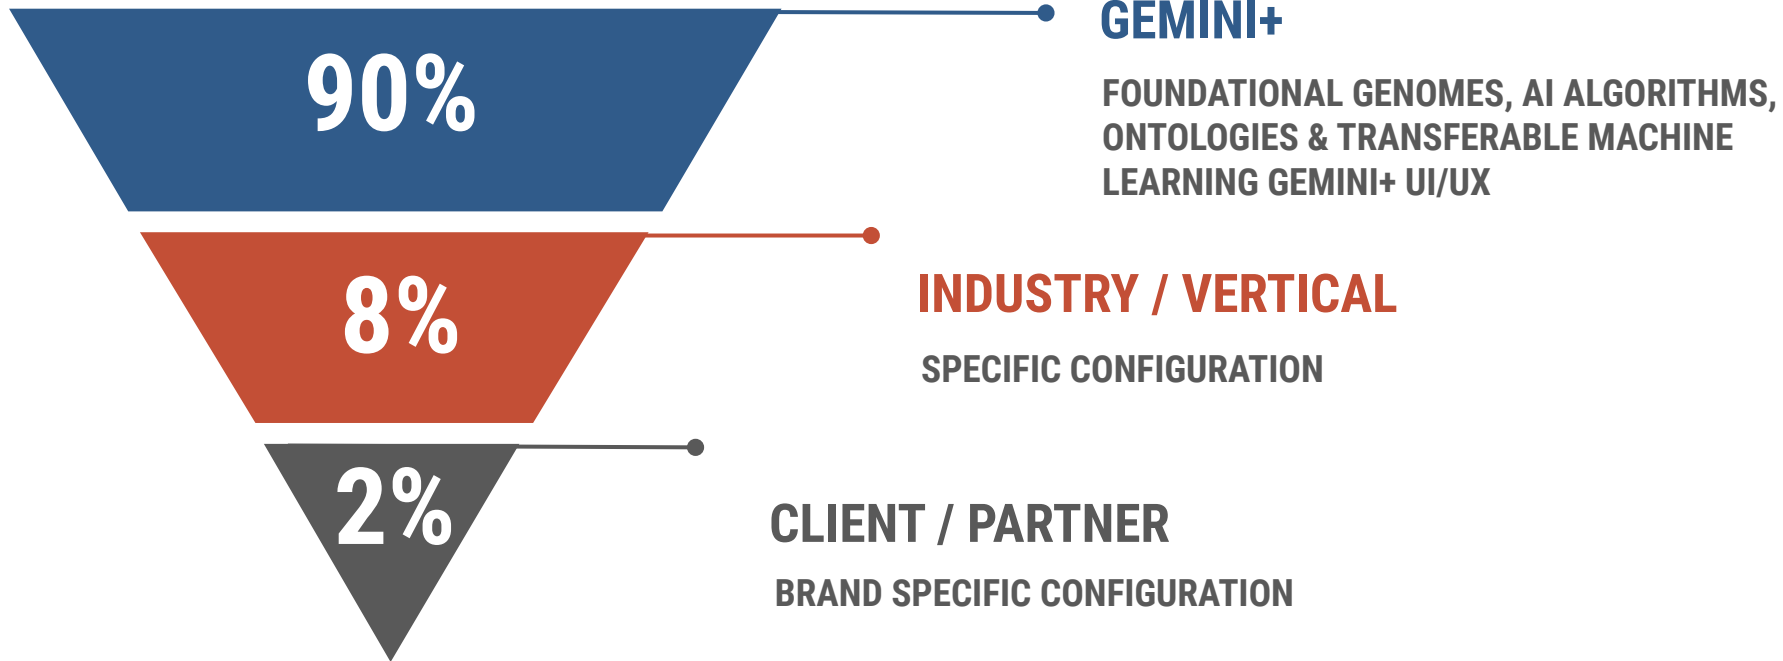 90%
GEMINI+
FOUNDATIONAL GENOMES, AI ALGORITHMS,
ONTOLOGIES & TRANSFERABLE MACHINE
LEARNING GEMINI+ UI/UX
8%
INDUSTRY / VERTICAL
SPECIFIC CONFIGURATION
2%
CLIENT / PARTNER
BRAND SPECIFIC CONFIGURATION